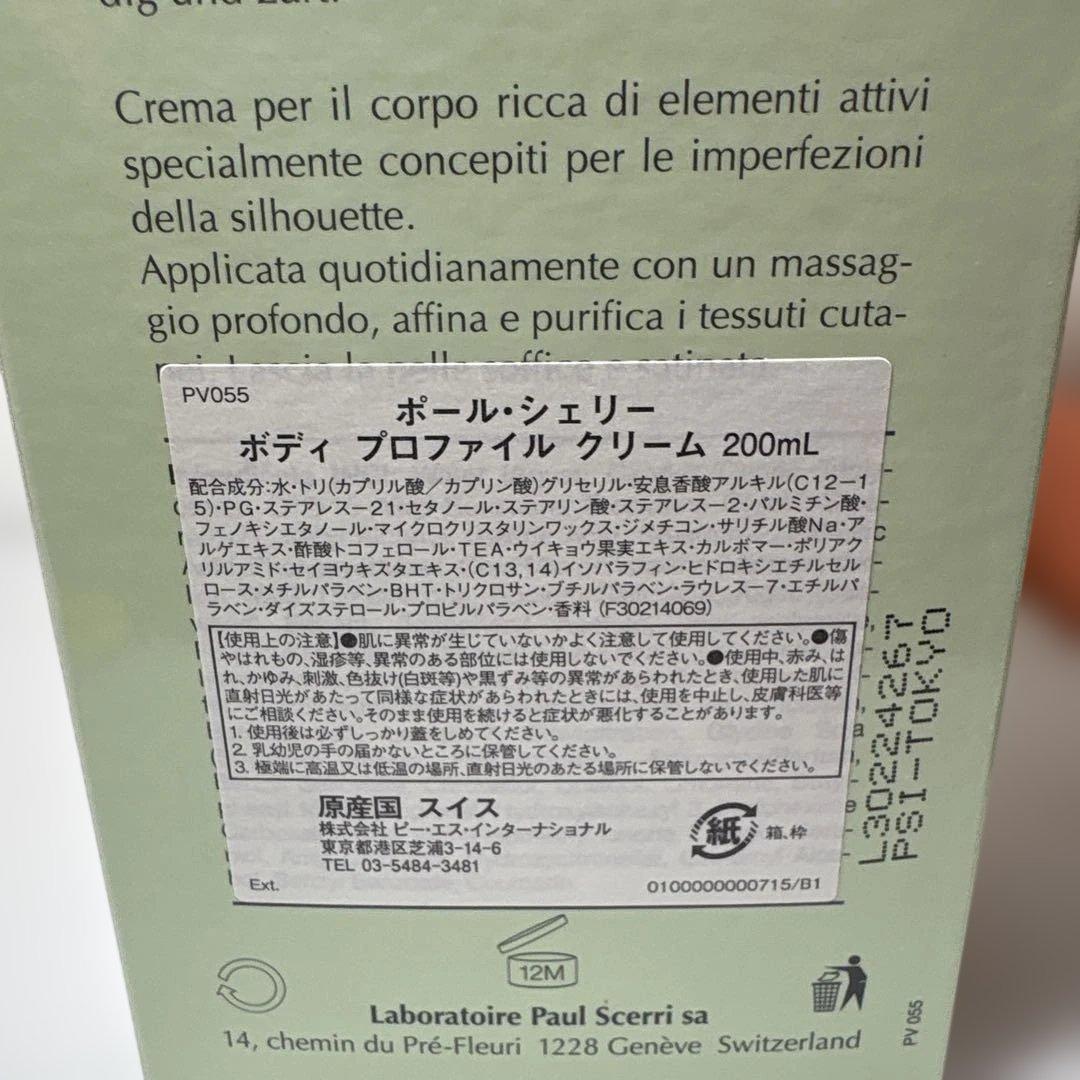 dig und zart.
Crema per il corpo ricca di elementi attivi
specialmente concepiti per le imperfezioni
della silhouette.
Applicata quotidianamente con un massag-
gio profondo, affina e purifica i tessuti cuta-
PV055
ポール・シェリー
ボディ プロファイル クリーム 200mL
配合成分:水・トリ(カプリル酸／カプリン酸)グリセリル・安息香酸アルキル(C12-1
5)・PG・ステアレス-21・セタノール・ステアリン酸・ステアレス-2・パルミチン酸・
フェノキシエタノール・マイクロクリスタリンワックス・ジメチコン・サリチル酸Na・ア
ルゲエキス・酢酸トコフェロール・TEA・ウイキョウ果実エキス・カルボマー・ポリアク
リルアミド・セイヨウキズタエキス・(C13,14)イソパラフィン・ヒドロキシエチルセル
ロース・メチルパラベン・BHT・トリクロサン・ブチルパラベン・ラウレス-7・エチルパ
ラベン・ダイズステロール・プロピルパラベン・香料 (F30214069)
【使用上の注意】●肌に異常が生じていないかよく注意して使用してください。●傷
やはれもの、湿疹等、異常のある部位には使用しないでください。●使用中、赤み、は
れ、かゆみ、刺激、色抜け(白斑等)や黒ずみ等の異常があらわれたとき、使用した肌に
直射日光があたって同様な症状があらわれたときには、使用を中止し、皮膚科医等
にご相談ください。そのまま使用を続けると症状が悪化することがあります。
1. 使用後は必ずしっかり蓋をしめてください。
2. 乳幼児の手の届かないところに保管してください。
3. 極端に高温又は低温の場所、直射日光のあたる場所に保管しないでください。
原産国 スイス
株式会社 ピー・エス・インターナショナル
東京都港区芝浦3-14-6
TEL 03-5484-3481
紙 箱、枠
Ext.
0100000000715/B1
L30224267
PSI-TOKYO
12M
Laboratoire Paul Scerri sa
14, chemin du Pré-Fleuri 1228 Genève Switzerland
PV 055